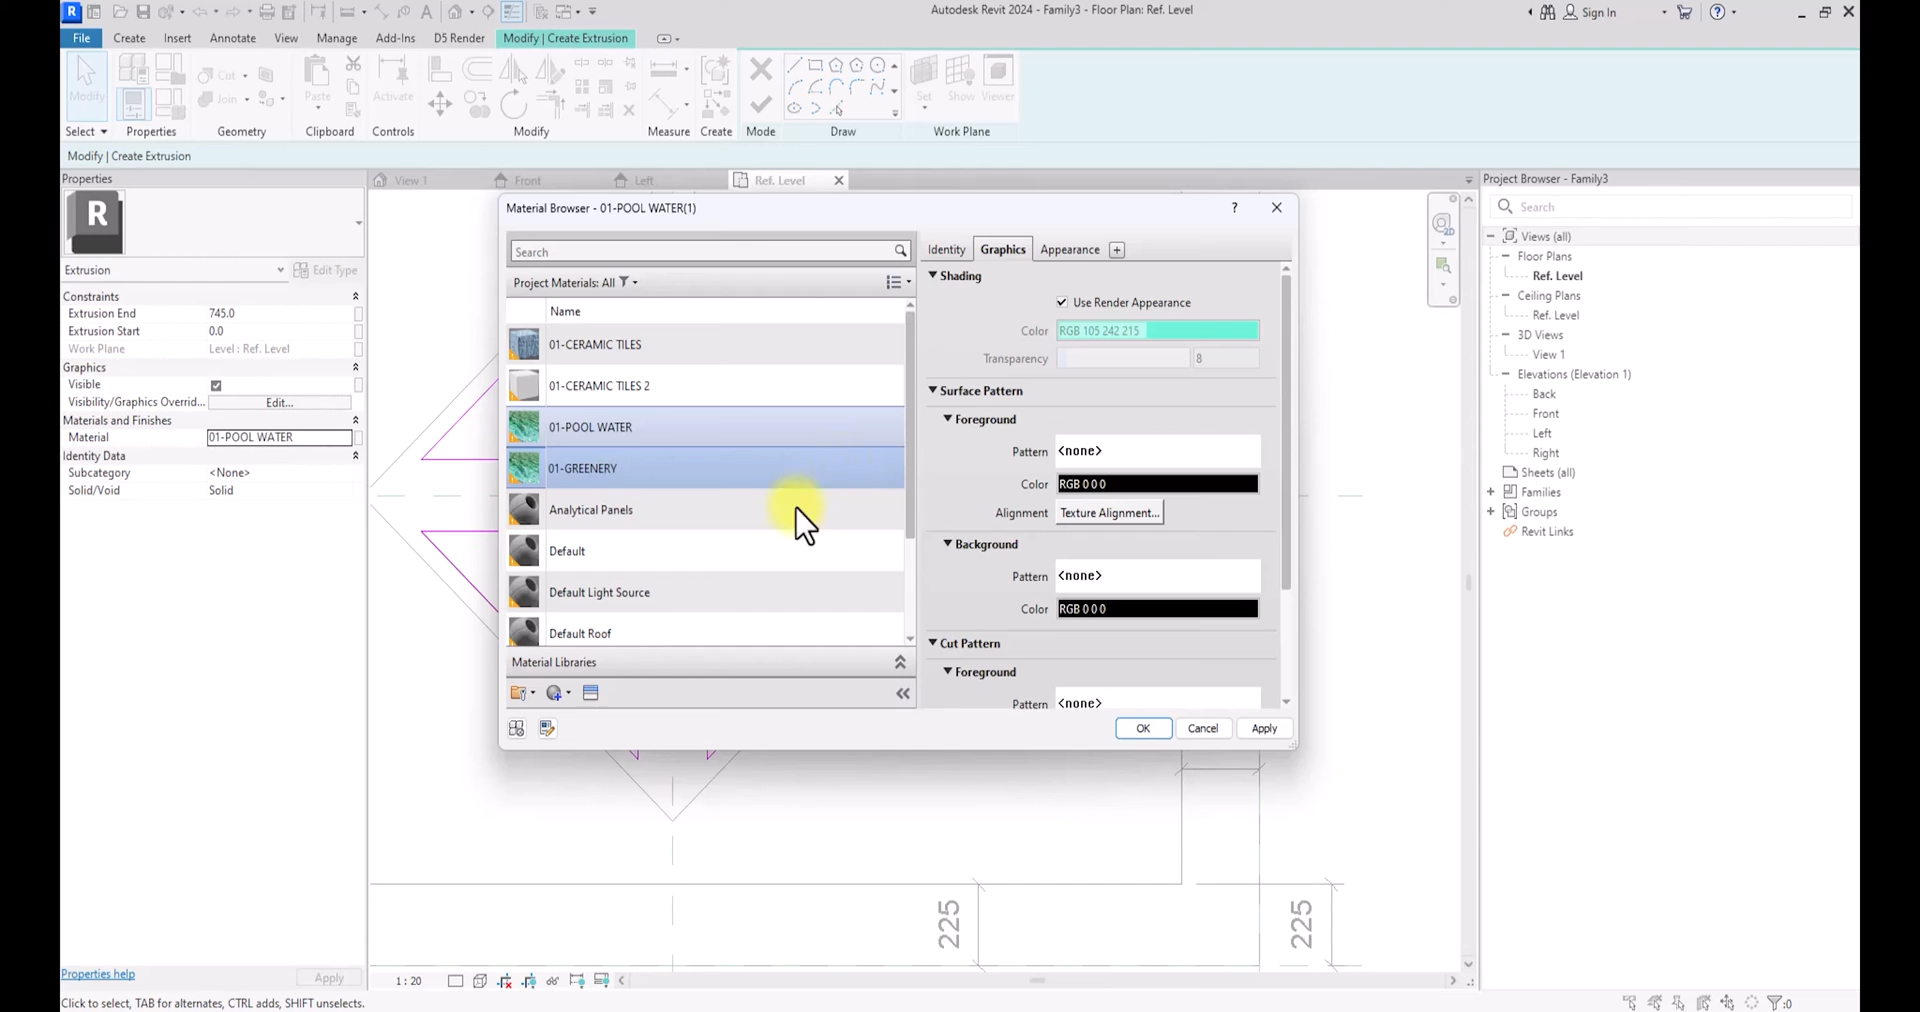 Autodesk Revit 2024 - Family3 - Floor Plan: Ref. Level
Sign In
File Create Insert Annotate View Manage Add-Ins D5 Render Modify | Create Extrusion
Modify
Cut
Join
Paste
Activate
Set Show Viewer
Select Properties Geometry Clipboard Controls Modify Measure Create Mode Draw Work Plane
Modify | Create Extrusion
Properties
View 1 Front Left Ref. Level
Project Browser - Family3
R
Extrusion
Edit Type
Constraints
Extrusion End 745.0
Extrusion Start 0.0
Work Plane Level : Ref. Level
Graphics
Visible
Visibility/Graphics Overrid... Edit...
Materials and Finishes
Material 01-POOL WATER
Identity Data
Subcategory <None>
Solid/Void Solid
Properties help
Apply
Material Browser - 01-POOL WATER(1)
?
Search
Project Materials: All
Name
01-CERAMIC TILES
01-CERAMIC TILES 2
01-POOL WATER
01-GREENERY
Analytical Panels
Default
Default Light Source
Default Roof
Material Libraries
Identity Graphics Appearance
Shading
Use Render Appearance
Color RGB 105 242 215
Transparency 8
Surface Pattern
Foreground
Pattern <none>
Color RGB 0 0 0
Alignment Texture Alignment...
Background
Pattern <none>
Color RGB 0 0 0
Cut Pattern
Foreground
Pattern <none>
OK Cancel Apply
225
225
2D
Search
Views (all)
Floor Plans
Ref. Level
Ceiling Plans
Ref. Level
3D Views
View 1
Elevations (Elevation 1)
Back
Front
Left
Right
Sheets (all)
Families
Groups
Revit Links
1 : 20
Click to select, TAB for alternates, CTRL adds, SHIFT unselects.
:0